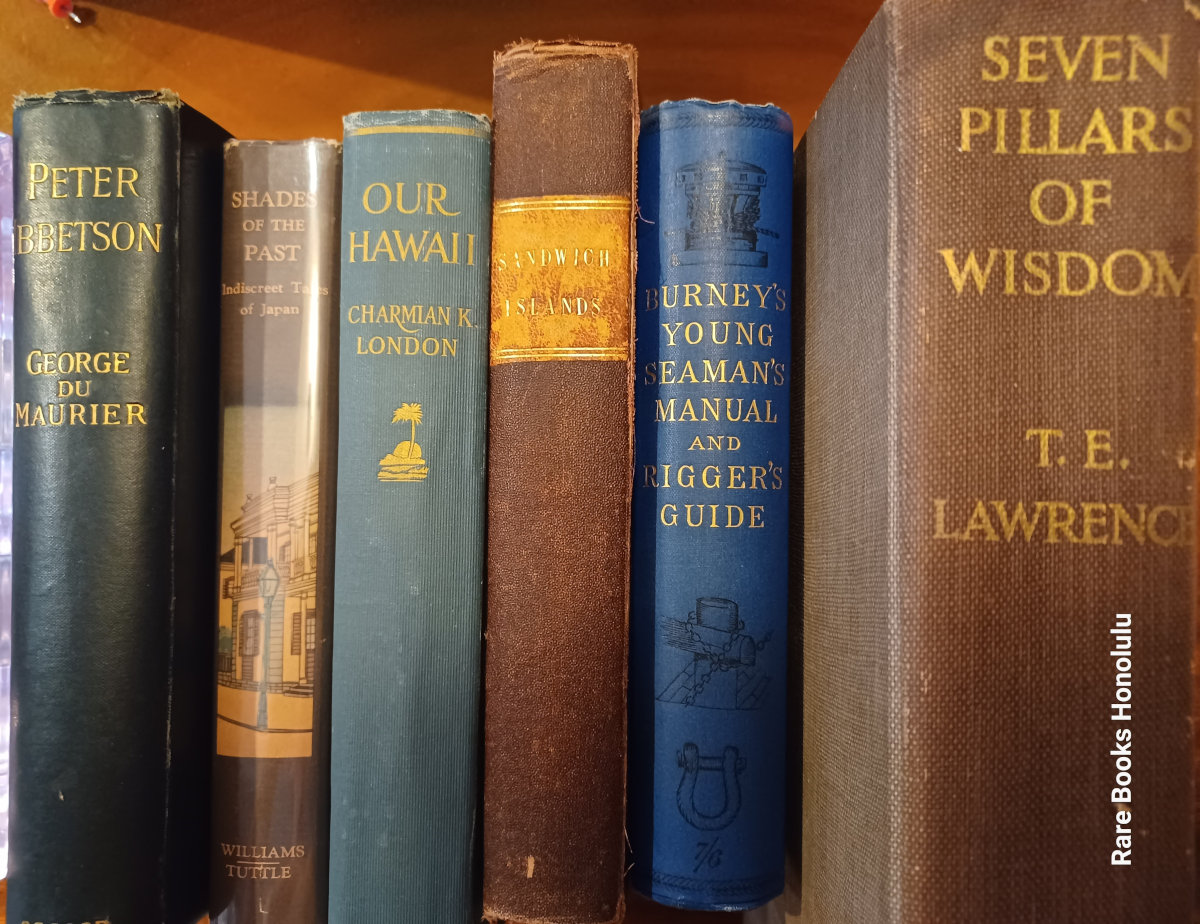 PETER
IBBETSON
GEORGE
DU
MAURIER
SHADES
OF THE
PAST
Indiscreet Tales
of Japan
WILLIAMS
TUTTLE
OUR
HAWAII
CHARMIAN K.
LONDON
SANDWICH
ISLANDS
BURNEY'S
YOUNG
SEAMAN'S
MANUAL
AND
RIGGER'S
GUIDE
7/6
SEVEN
PILLARS
OF
WISDOM
T. E.
LAWRENCE
Rare Books Honolulu